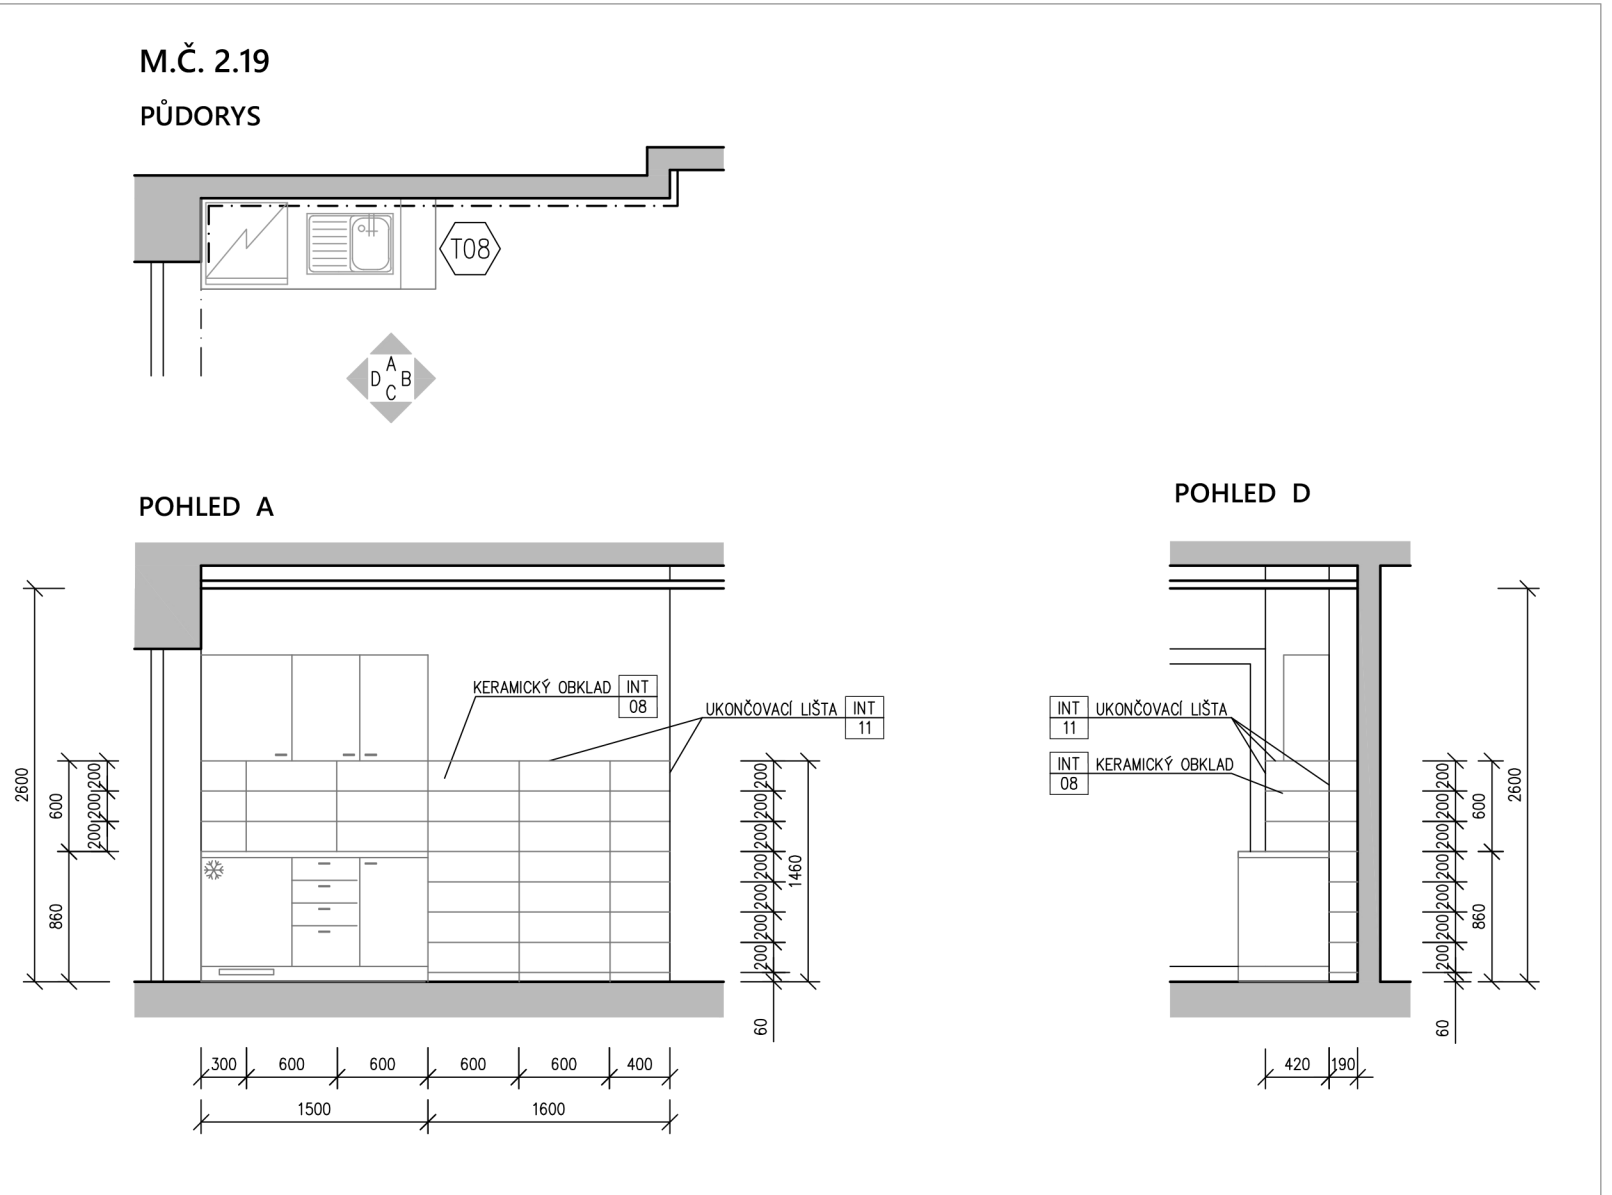 M.Č. 2.19
PŮDORYS
T08
A
D B
C
POHLED A
POHLED D
KERAMICKÝ OBKLAD INT 08
UKONČOVACÍ LIŠTA INT 11
INT 11 UKONČOVACÍ LIŠTA
INT 08 KERAMICKÝ OBKLAD
2600
600
860
200
200
200
200
200
200
200
200
200
200
60
1460
200
200
200
200
200
200
200
60
600
860
2600
300 600 600 600 600 400
1500 1600
420 190